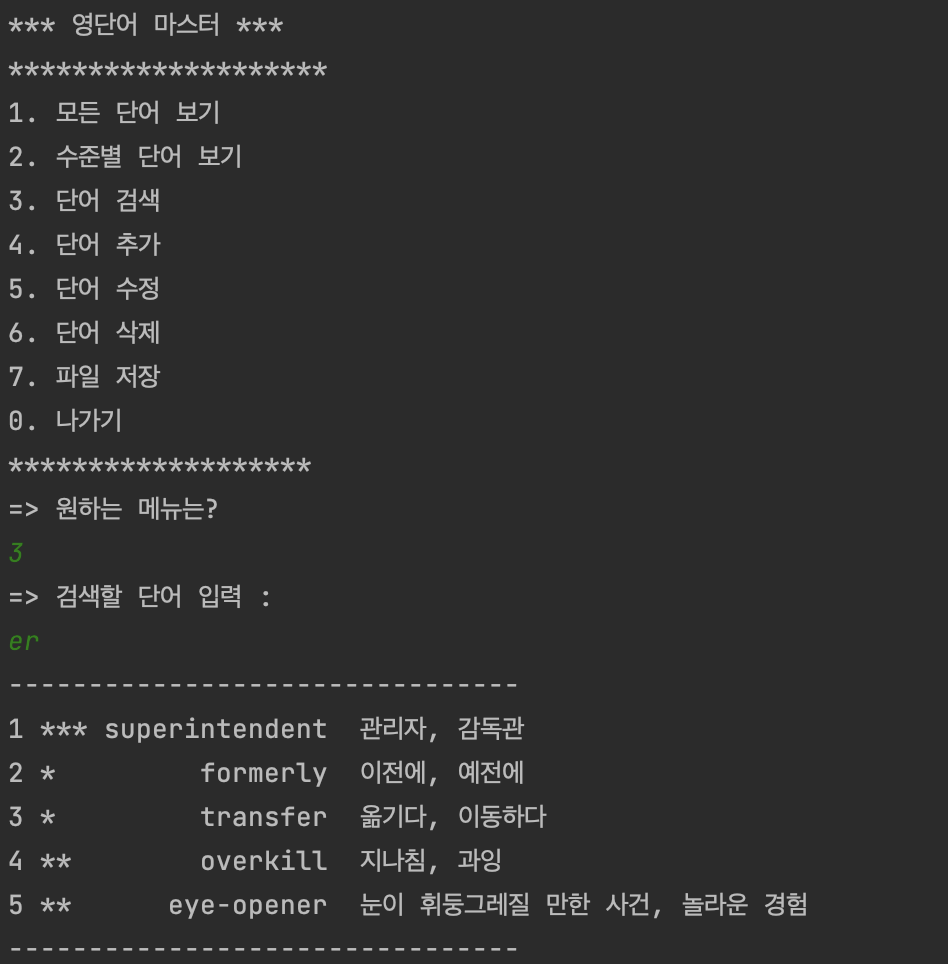 *** 영단어 마스터 ***
********************
1. 모든 단어 보기
2. 수준별 단어 보기
3. 단어 검색
4. 단어 추가
5. 단어 수정
6. 단어 삭제
7. 파일 저장
0. 나가기
*******************
=> 원하는 메뉴는?
3
=> 검색할 단어 입력 :
er
--------------------------------
1 *** superintendent  관리자, 감독관
2 *         formerly  이전에, 예전에
3 *         transfer  옮기다, 이동하다
4 **        overkill  지나침, 과잉
5 **      eye-opener  눈이 휘둥그레질 만한 사건, 놀라운 경험
--------------------------------